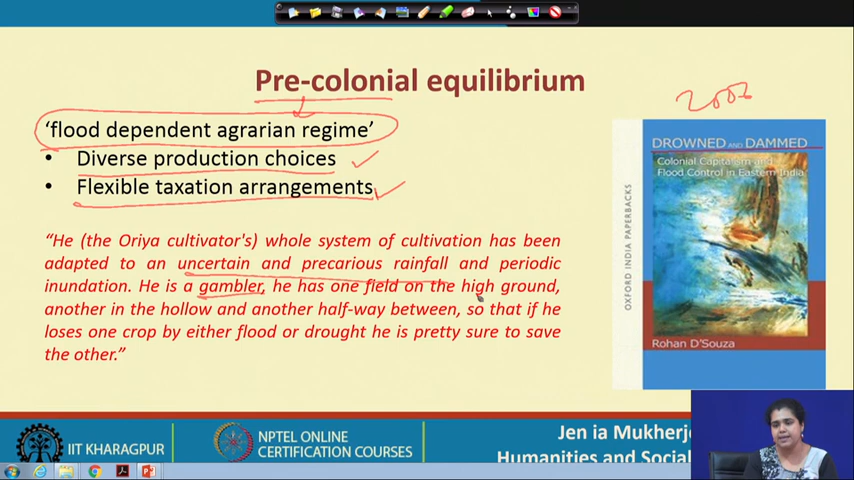 Pre-colonial equilibrium
2006
'flood dependent agrarian regime'
• Diverse production choices
• Flexible taxation arrangements
"He (the Oriya cultivator's) whole system of cultivation has been
adapted to an uncertain and precarious rainfall and periodic
inundation. He is a gambler, he has one field on the high ground,
another in the hollow and another half-way between, so that if he
loses one crop by either flood or drought he is pretty sure to save
the other."
OXFORD INDIA PAPERBACKS
DROWNED AND DAMMED
Colonial Capitalism and
Flood Control in Eastern India
Rohan D'Souza
IIT KHARAGPUR
NPTEL ONLINE
CERTIFICATION COURSES
Jen ia Mukherje
Humanities and Social